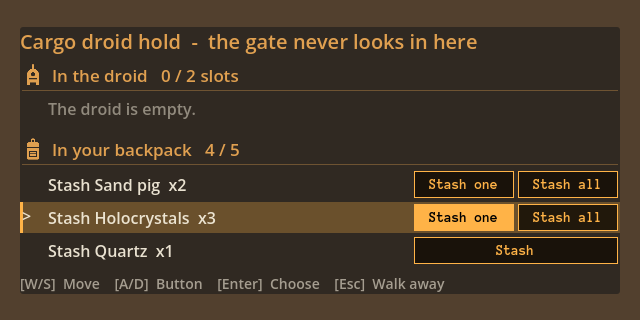 Cargo droid hold - the gate never looks in here
In the droid 0 / 2 slots
The droid is empty.
In your backpack 4 / 5
Stash Sand pig x2 Stash one Stash all
> Stash Holocrystals x3 Stash one Stash all
Stash Quartz x1 Stash
[W/S] Move [A/D] Button [Enter] Choose [Esc] Walk away